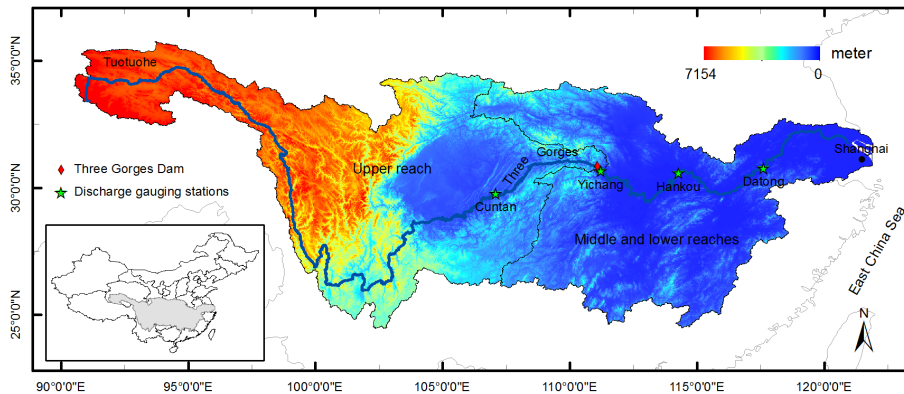 35°0'0"N
30°0'0"N
25°0'0"N
Tuotuohe
meter
7154
0
Three Gorges Dam
Discharge gauging stations
Upper reach
Three
Gorges
Cuntan
Yichang
Hankou
Datong
Shanghai
Middle and lower reaches
East China Sea
N
90°0'0"E
95°0'0"E
100°0'0"E
105°0'0"E
110°0'0"E
115°0'0"E
120°0'0"E